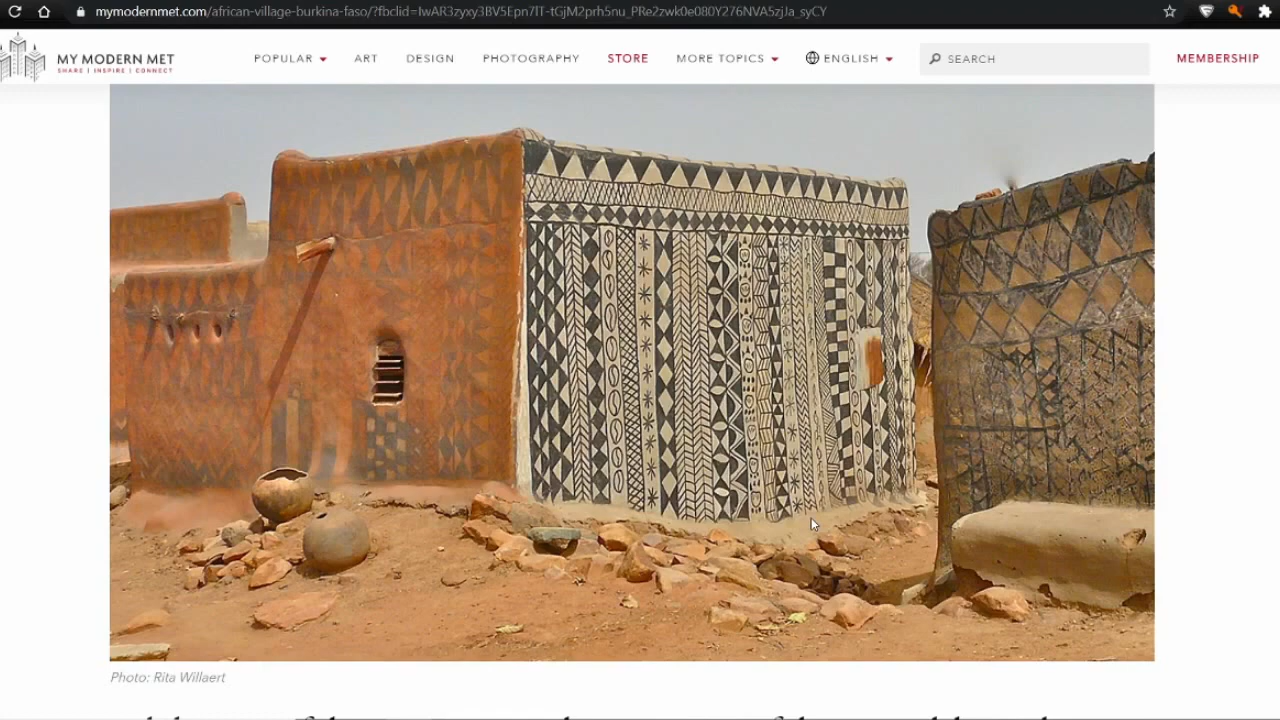 mymodernmet.com/african-village-burkina-faso/?fbclid=IwAR3zyxy3BV5Epn7lT-tGjM2prh5nu_PRe2zwk0e080Y276NVA5zjJa_syCY
MY MODERN MET
SHARE | INSPIRE | CONNECT
POPULAR
ART
DESIGN
PHOTOGRAPHY
STORE
MORE TOPICS
ENGLISH
SEARCH
MEMBERSHIP
Photo: Rita Willaert